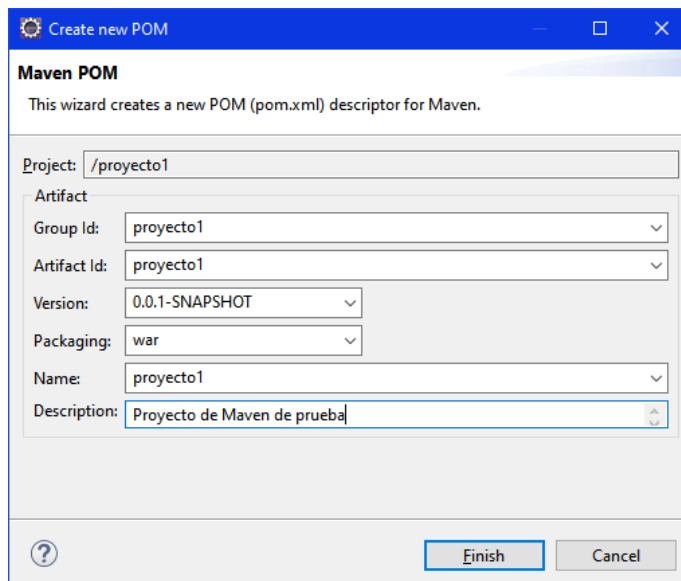 Create new POM
Maven POM
This wizard creates a new POM (pom.xml) descriptor for Maven.
Project: /proyecto1
Artifact
Group Id: proyecto1
Artifact Id: proyecto1
Version: 0.0.1-SNAPSHOT
Packaging: war
Name: proyecto1
Description: Proyecto de Maven de prueba
? Finish Cancel